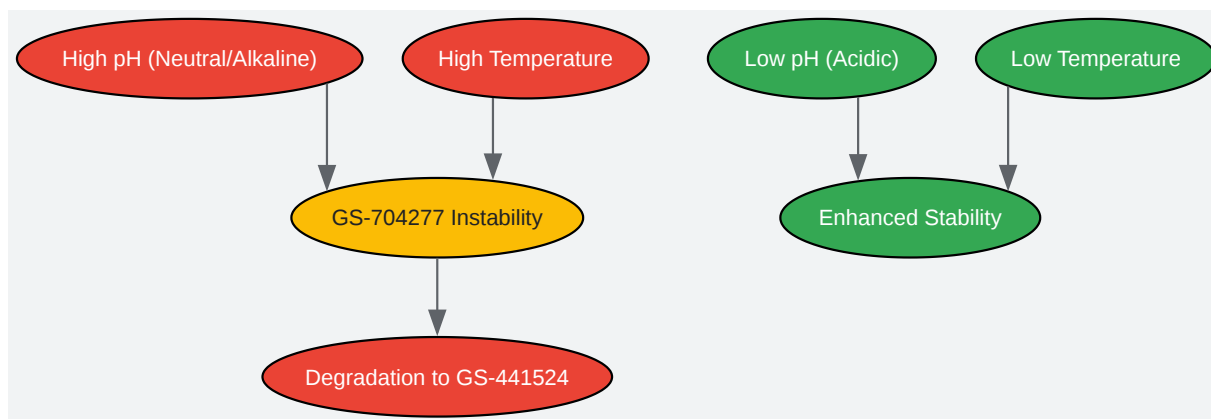 High pH (Neutral/Alkaline)
High Temperature
Low pH (Acidic)
Low Temperature
GS-704277 Instability
Enhanced Stability
Degradation to GS-441524